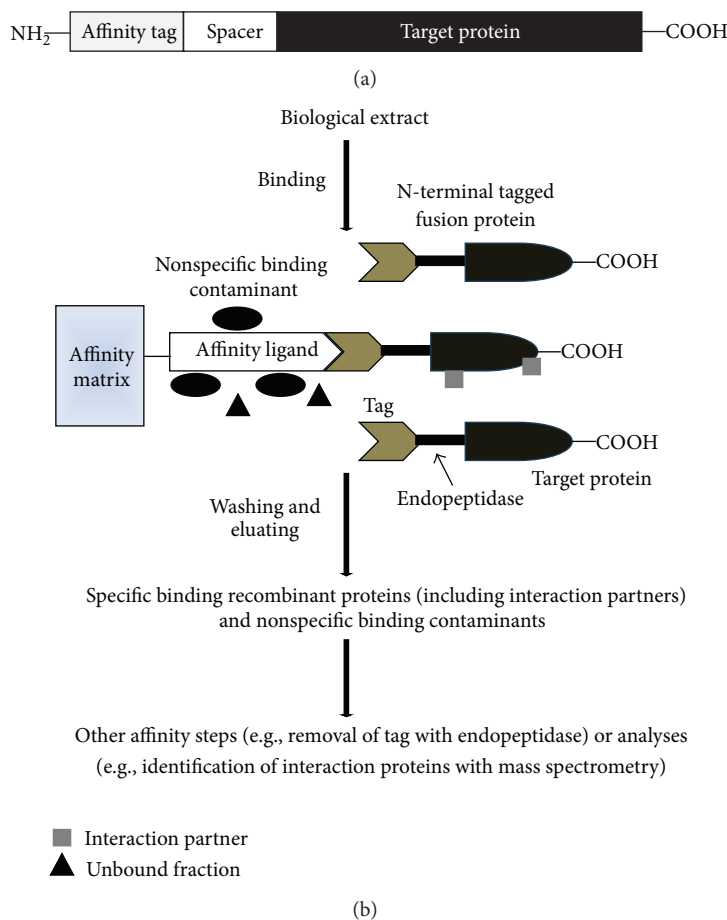 NH2 Affinity tag Spacer Target protein COOH
(a)
Biological extract
Binding
N-terminal tagged
fusion protein
COOH
Nonspecific binding
contaminant
Affinity
matrix
Affinity ligand
COOH
Tag
COOH
Target protein
Endopeptidase
Washing and
eluating
Specific binding recombinant proteins (including interaction partners)
and nonspecific binding contaminants
Other affinity steps (e.g., removal of tag with endopeptidase) or analyses
(e.g., identification of interaction proteins with mass spectrometry)
Interaction partner
Unbound fraction
(b)